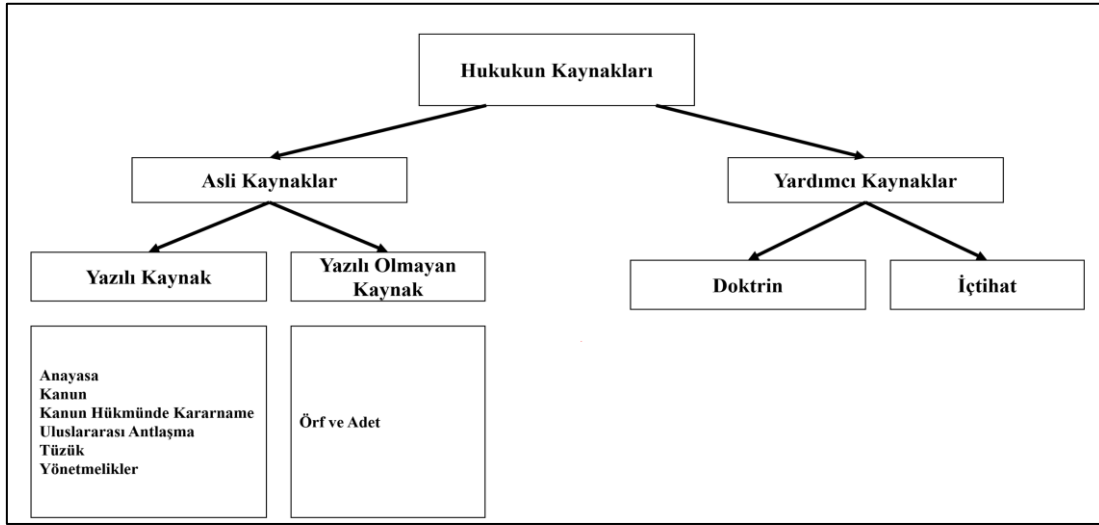 Hukukun Kaynakları
Asli Kaynaklar
Yardımcı Kaynaklar
Yazılı Kaynak
Yazılı Olmayan
Kaynak
Doktrin
İçtihat
Anayasa
Kanun
Kanun Hükmünde Kararname
Uluslararası Antlaşma
Tüzük
Yönetmelikler
Örf ve Adet